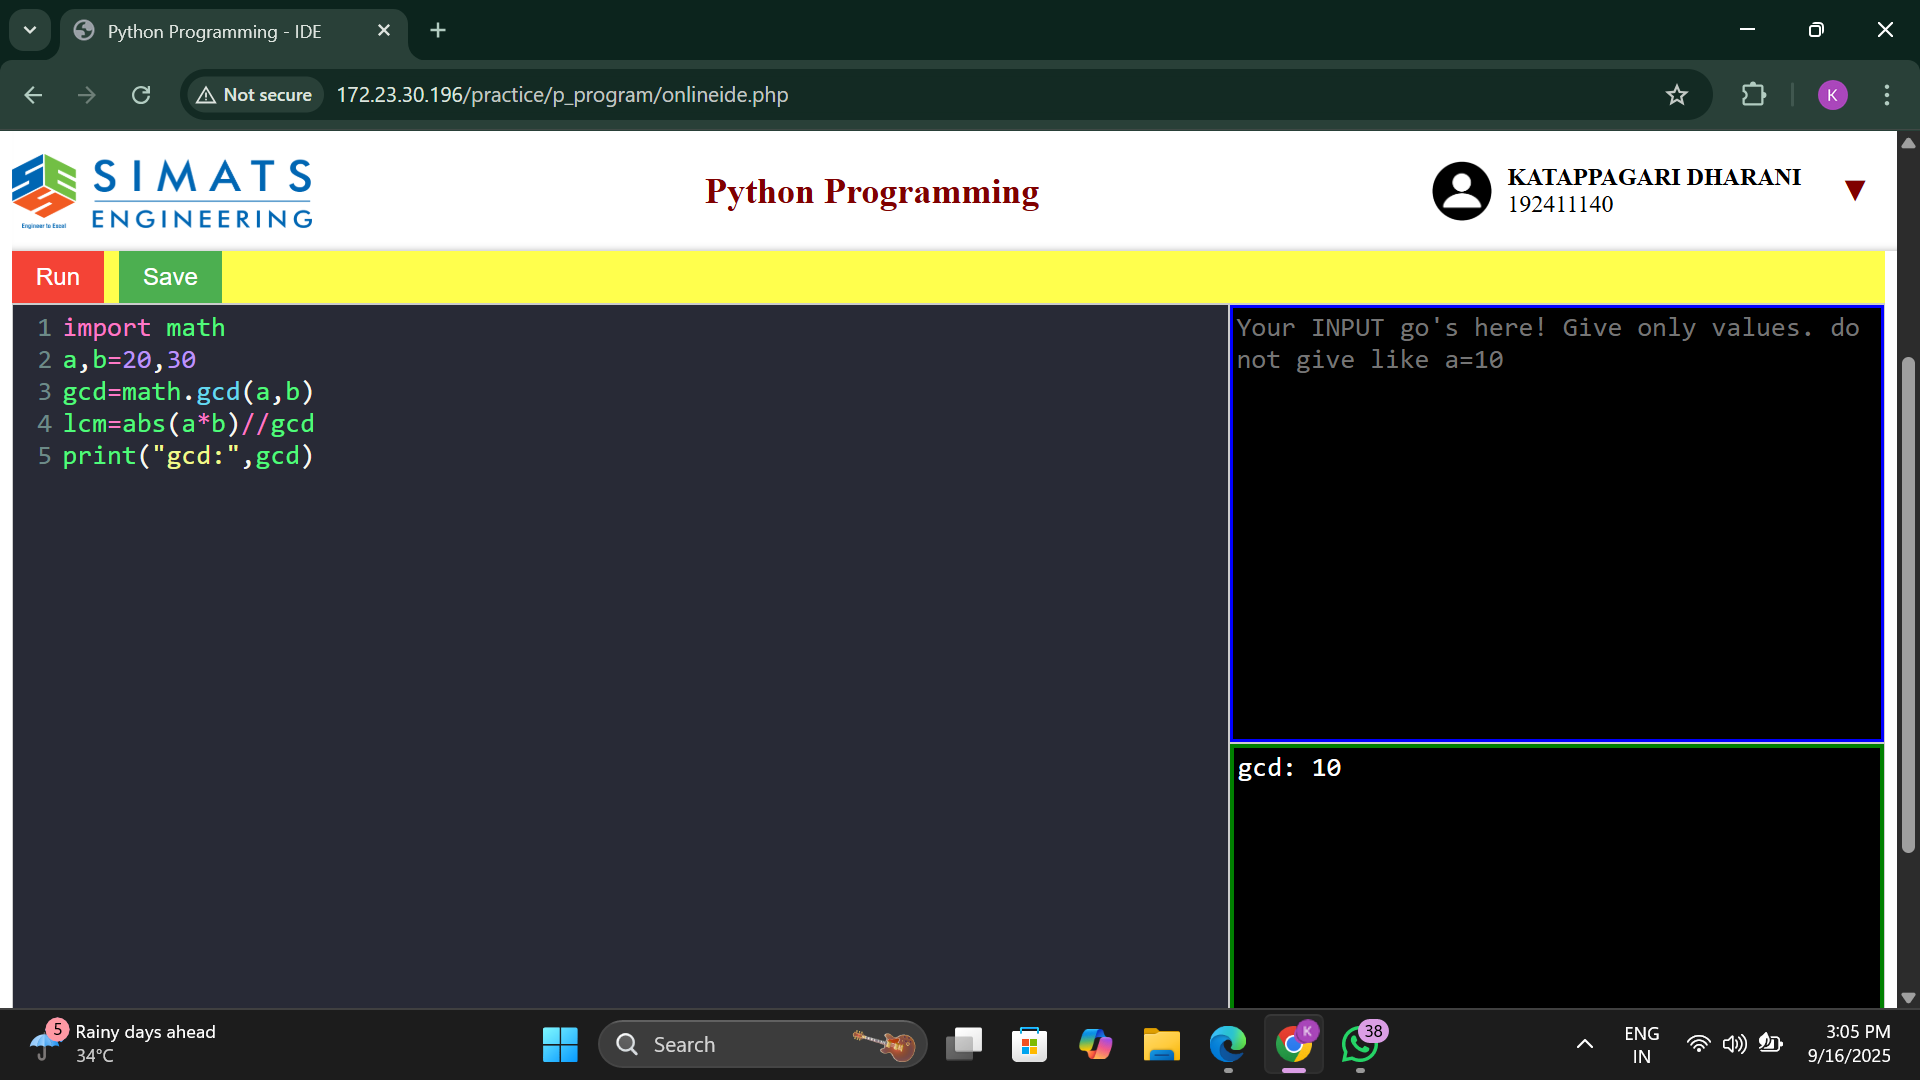 Python Programming - IDE
Not secure
172.23.30.196/practice/p_program/onlineide.php
K
SIMATS
ENGINEERING
Engineer to Excel
Python Programming
KATAPPAGARI DHARANI
192411140
Run
Save
1 import math
2 a,b=20,30
3 gcd=math.gcd(a,b)
4 lcm=abs(a*b)//gcd
5 print("gcd:",gcd)
Your INPUT go's here! Give only values. do
not give like a=10
gcd: 10
5
Rainy days ahead
34°C
Search
K
38
ENG
IN
3:05 PM
9/16/2025